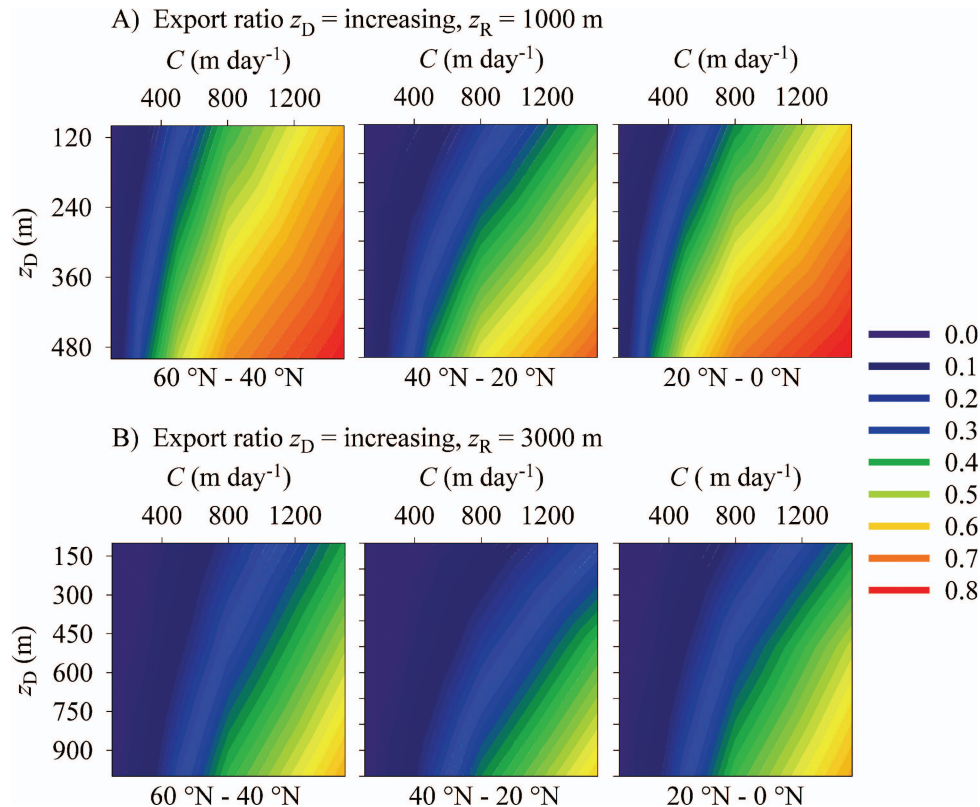 A) Export ratio z_D = increasing, z_R = 1000 m
C (m day⁻¹) C (m day⁻¹) C (m day⁻¹)
400 800 1200 400 800 1200 400 800 1200
120
240
360
480
z_D (m)
60 °N - 40 °N 40 °N - 20 °N 20 °N - 0 °N
B) Export ratio z_D = increasing, z_R = 3000 m
C (m day⁻¹) C (m day⁻¹) C ( m day⁻¹)
400 800 1200 400 800 1200 400 800 1200
150
300
450
600
750
900
z_D (m)
60 °N - 40 °N 40 °N - 20 °N 20 °N - 0 °N
0.0
0.1
0.2
0.3
0.4
0.5
0.6
0.7
0.8